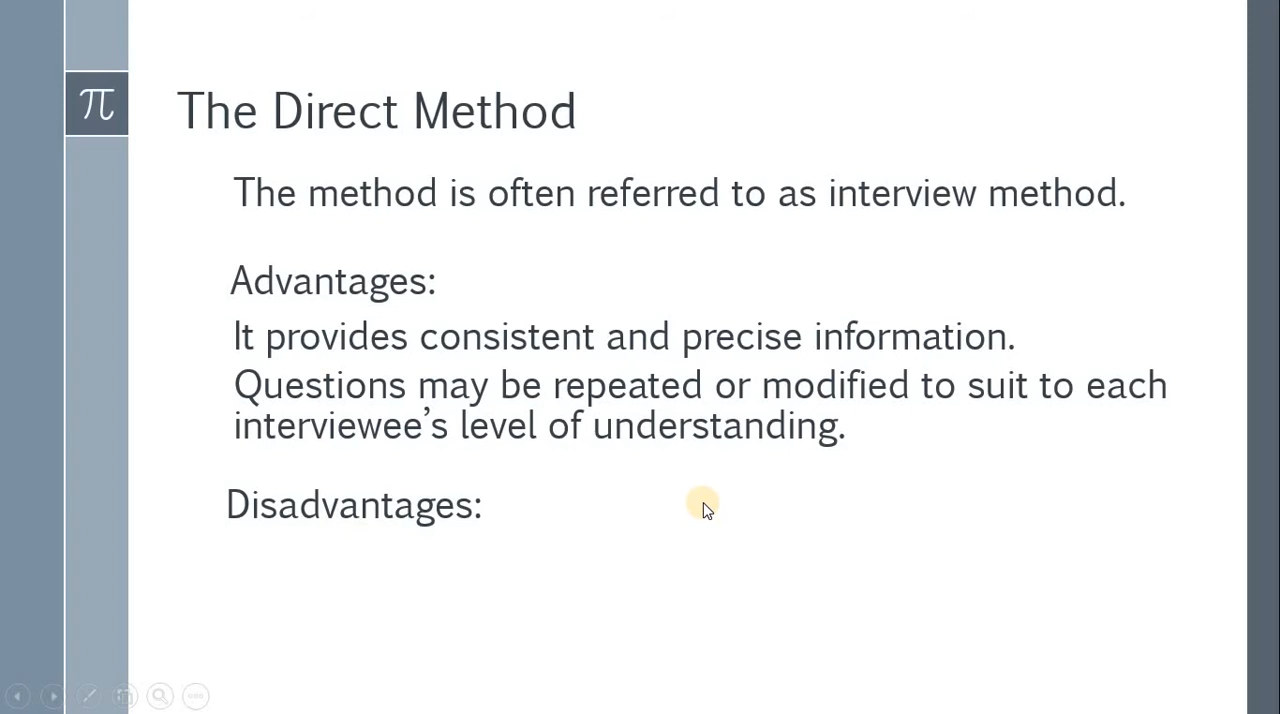 π
The Direct Method
The method is often referred to as interview method.
Advantages:
It provides consistent and precise information.
Questions may be repeated or modified to suit to each
interviewee’s level of understanding.
Disadvantages: